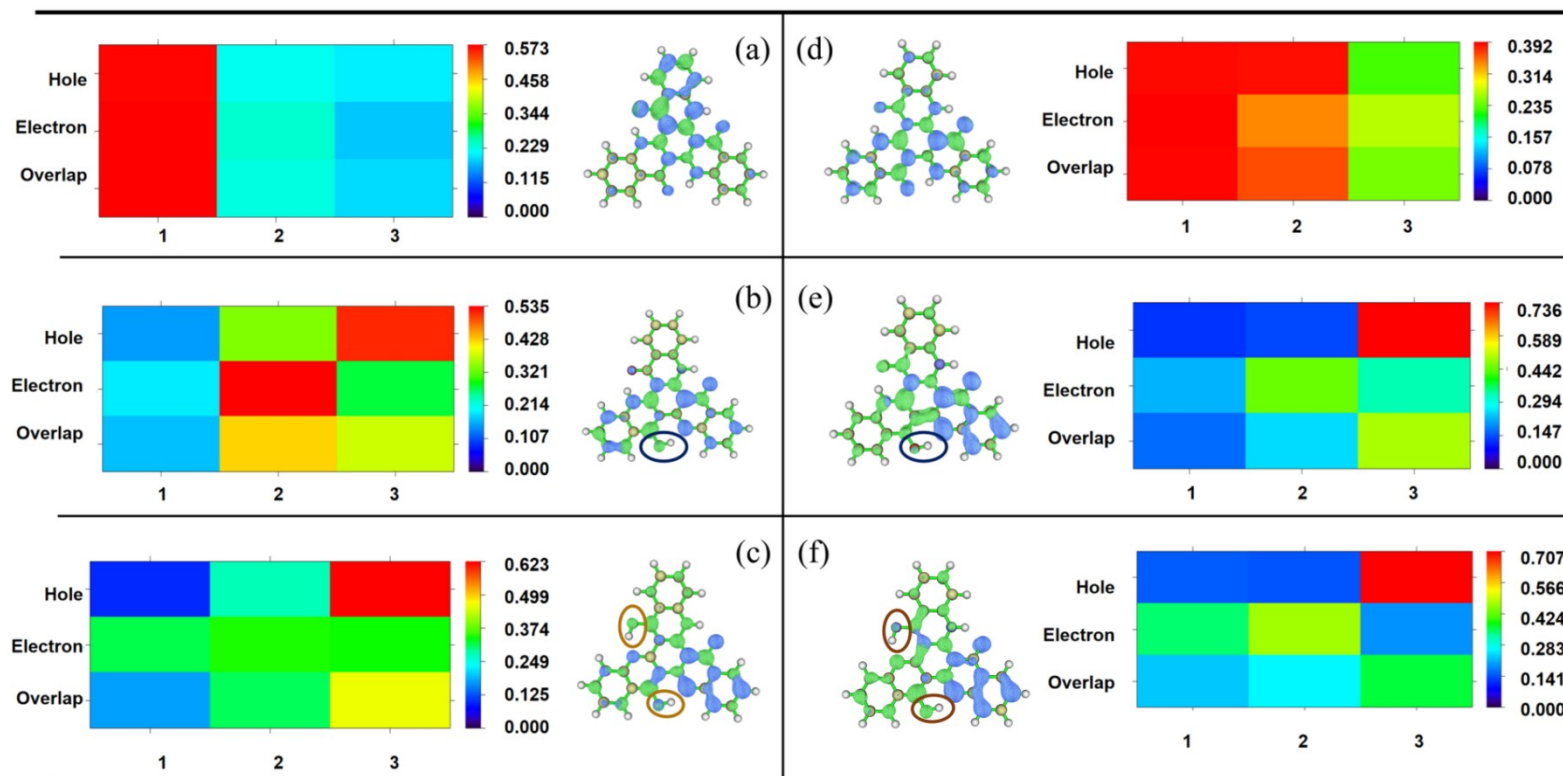 (a)
Hole
Electron
Overlap
1 2 3
0.573
0.458
0.344
0.229
0.115
0.000
(d)
Hole
Electron
Overlap
1 2 3
0.392
0.314
0.235
0.157
0.078
0.000
(b)
Hole
Electron
Overlap
1 2 3
0.535
0.428
0.321
0.214
0.107
0.000
(e)
Hole
Electron
Overlap
1 2 3
0.736
0.589
0.442
0.294
0.147
0.000
(c)
Hole
Electron
Overlap
1 2 3
0.623
0.499
0.374
0.249
0.125
0.000
(f)
Hole
Electron
Overlap
1 2 3
0.707
0.566
0.424
0.283
0.141
0.000